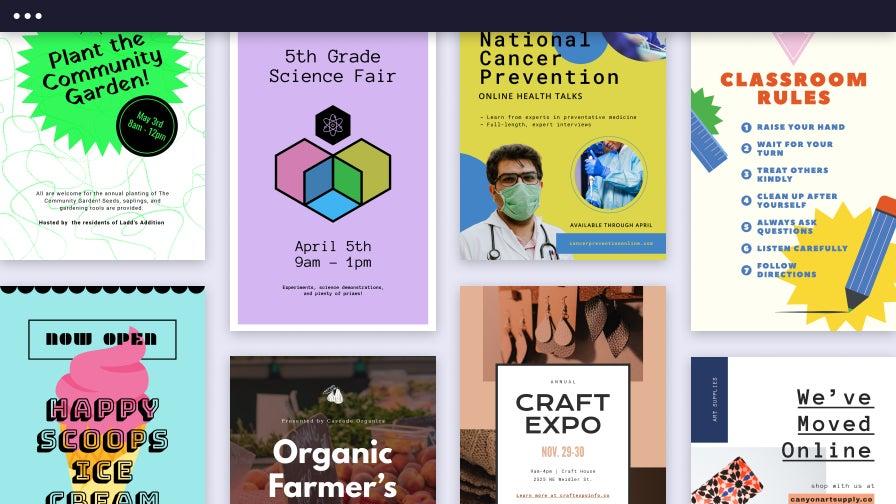 Plant the
Community
Garden!
May 3rd
8am - 12pm
All are welcome for the annual planting of The
Community Garden! Seeds, saplings, and
gardening tools are provided.
Hosted by the residents of Ladd's Addition
5th Grade
Science Fair
April 5th
9am – 1pm
Experiments, science demonstrations,
and plenty of prizes!
National
Cancer
Prevention
ONLINE HEALTH TALKS
- Learn from experts in preventative medicine
- Full-length, expert interviews
AVAILABLE THROUGH APRIL
cancerpreventiononline.com
CLASSROOM
RULES
1 RAISE YOUR HAND
2 WAIT FOR YOUR
TURN
3 TREAT OTHERS
KINDLY
4 CLEAN UP AFTER
YOURSELF
5 ALWAYS ASK
QUESTIONS
6 LISTEN CAREFULLY
7 FOLLOW
DIRECTIONS
NOW OPEN
HAPPY
SCOOPS
ICE
CREAM
Presented by Cascade Organics
Organic
Farmer's
ANNUAL
CRAFT
EXPO
NOV. 29-30
9am-4pm | Craft House
2525 NE Weidler St.
Learn more at craftexpoinfo.co
ART SUPPLIES
We've
Moved
Online
shop with us at
canyonartsupply.co